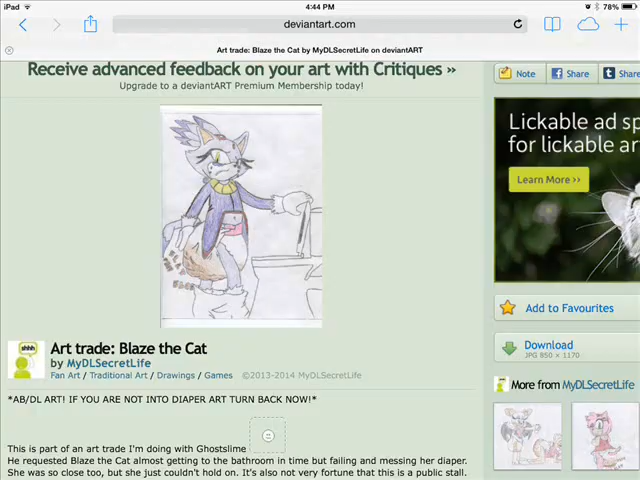 iPad
4:44 PM
78%
deviantart.com
Art trade: Blaze the Cat by MyDLSecretLife on deviantART
Receive advanced feedback on your art with Critiques »
Upgrade to a deviantART Premium Membership today!
Note
Share
Share
Lickable ad sp
for lickable ar
Learn More >>
Add to Favourites
Download
JPG 850 × 1170
shhh
Art trade: Blaze the Cat
by MyDLSecretLife
Fan Art / Traditional Art / Drawings / Games ©2013-2014 MyDLSecretLife
More from MyDLSecretLife
*AB/DL ART! IF YOU ARE NOT INTO DIAPER ART TURN BACK NOW!*
This is part of an art trade I'm doing with Ghostslime
He requested Blaze the Cat almost getting to the bathroom in time but failing and messing her diaper.
She was so close too, but she just couldn't hold on. It's also not very fortune that this is a public stall.